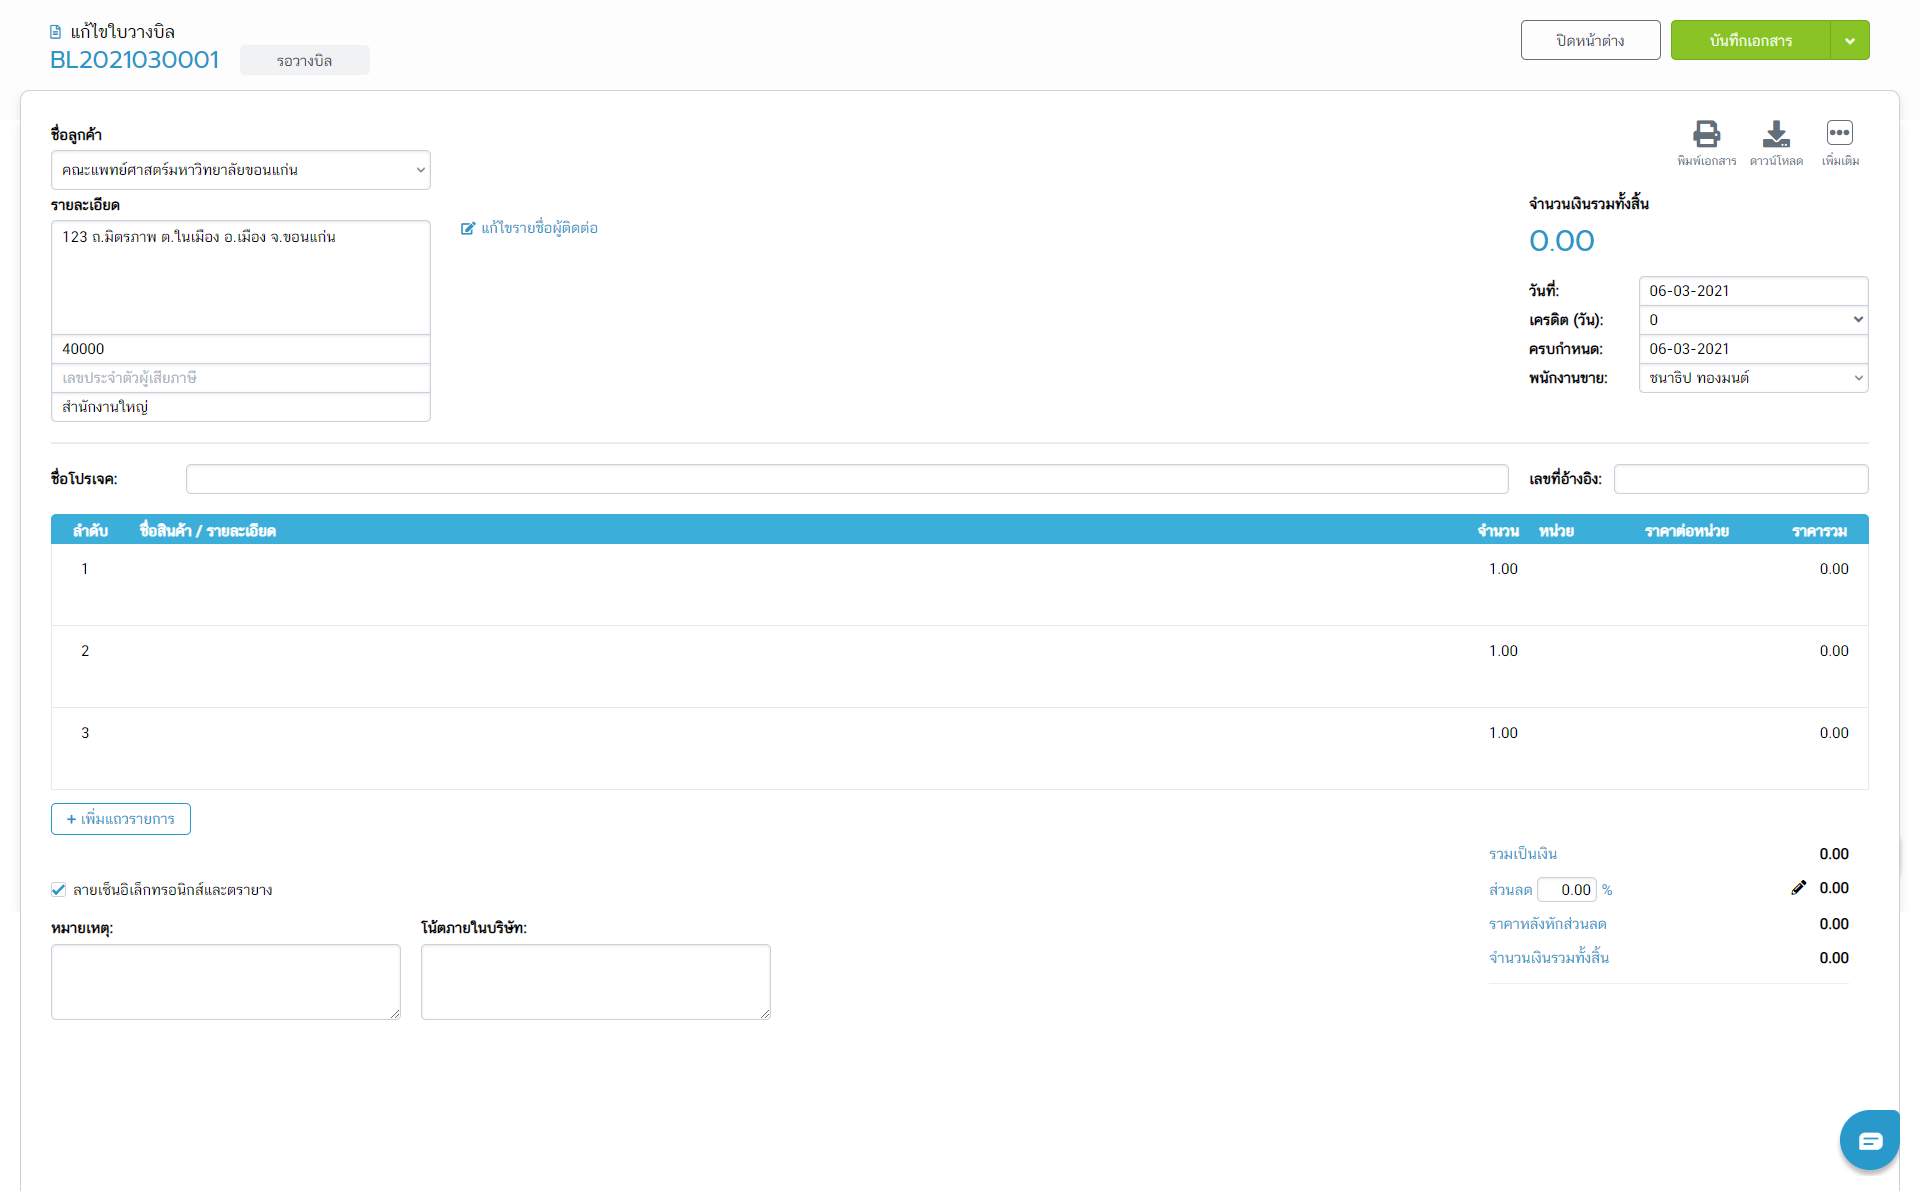 แก้ไขใบวางบิล
BL2021030001
รอวางบิล
ปิดหน้าต่าง
บันทึกเอกสาร
ชื่อลูกค้า
คณะแพทย์ศาสตร์มหาวิทยาลัยขอนแก่น
พิมพ์เอกสาร ดาวน์โหลด เพิ่มเติม
รายละเอียด
123 ถ.มิตรภาพ ต.ในเมือง อ.เมือง จ.ขอนแก่น
แก้ไขรายชื่อผู้ติดต่อ
40000
เลขประจำตัวผู้เสียภาษี
สำนักงานใหญ่
จำนวนเงินรวมทั้งสิ้น
0.00
วันที่: 06-03-2021
เครดิต (วัน): 0
ครบกำหนด: 06-03-2021
พนักงานขาย: ชนาธิป ทองมนต์
ชื่อโปรเจค: เลขที่อ้างอิง:
ลำดับ ชื่อสินค้า / รายละเอียด จำนวน หน่วย ราคาต่อหน่วย ราคารวม
1 1.00 0.00
2 1.00 0.00
3 1.00 0.00
+ เพิ่มแถวรายการ
รวมเป็นเงิน 0.00
ส่วนลด 0.00 % 0.00
ราคาหลังหักส่วนลด 0.00
จำนวนเงินรวมทั้งสิ้น 0.00
ลายเซ็นอิเล็กทรอนิกส์และตรายาง
หมายเหตุ: โน้ตภายในบริษัท: